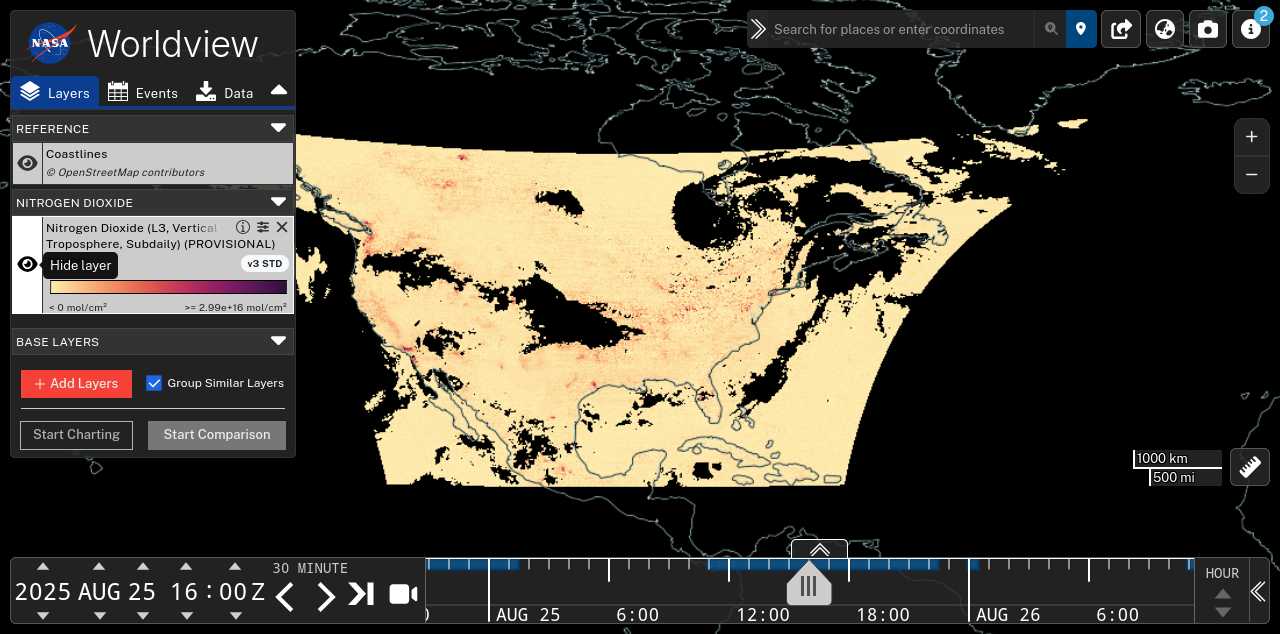 NASA Worldview
Search for places or enter coordinates
2
Layers
Events
Data
REFERENCE
Coastlines
© OpenStreetMap contributors
NITROGEN DIOXIDE
Nitrogen Dioxide (L3, Vertical
Troposphere, Subdaily) (PROVISIONAL)
Hide layer
v3 STD
< 0 mol/cm²
>= 2.99e+16 mol/cm²
BASE LAYERS
+ Add Layers
Group Similar Layers
Start Charting
Start Comparison
+
−
1000 km
500 mi
2025 AUG 25 16 : 00 Z
30 MINUTE
AUG 25
6:00
12:00
18:00
AUG 26
6:00
HOUR